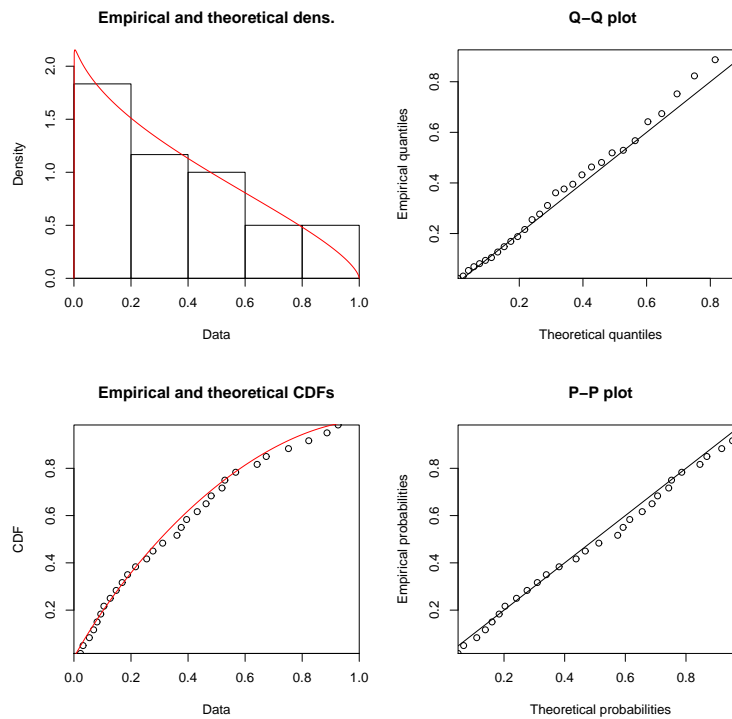 Empirical and theoretical dens.
Density
0.0 0.5 1.0 1.5 2.0
0.0 0.2 0.4 0.6 0.8 1.0
Data
Q−Q plot
Empirical quantiles
0.2 0.4 0.6 0.8
0.2 0.4 0.6 0.8
Theoretical quantiles
Empirical and theoretical CDFs
CDF
0.2 0.4 0.6 0.8
0.0 0.2 0.4 0.6 0.8 1.0
Data
P−P plot
Empirical probabilities
0.2 0.4 0.6 0.8
0.2 0.4 0.6 0.8
Theoretical probabilities